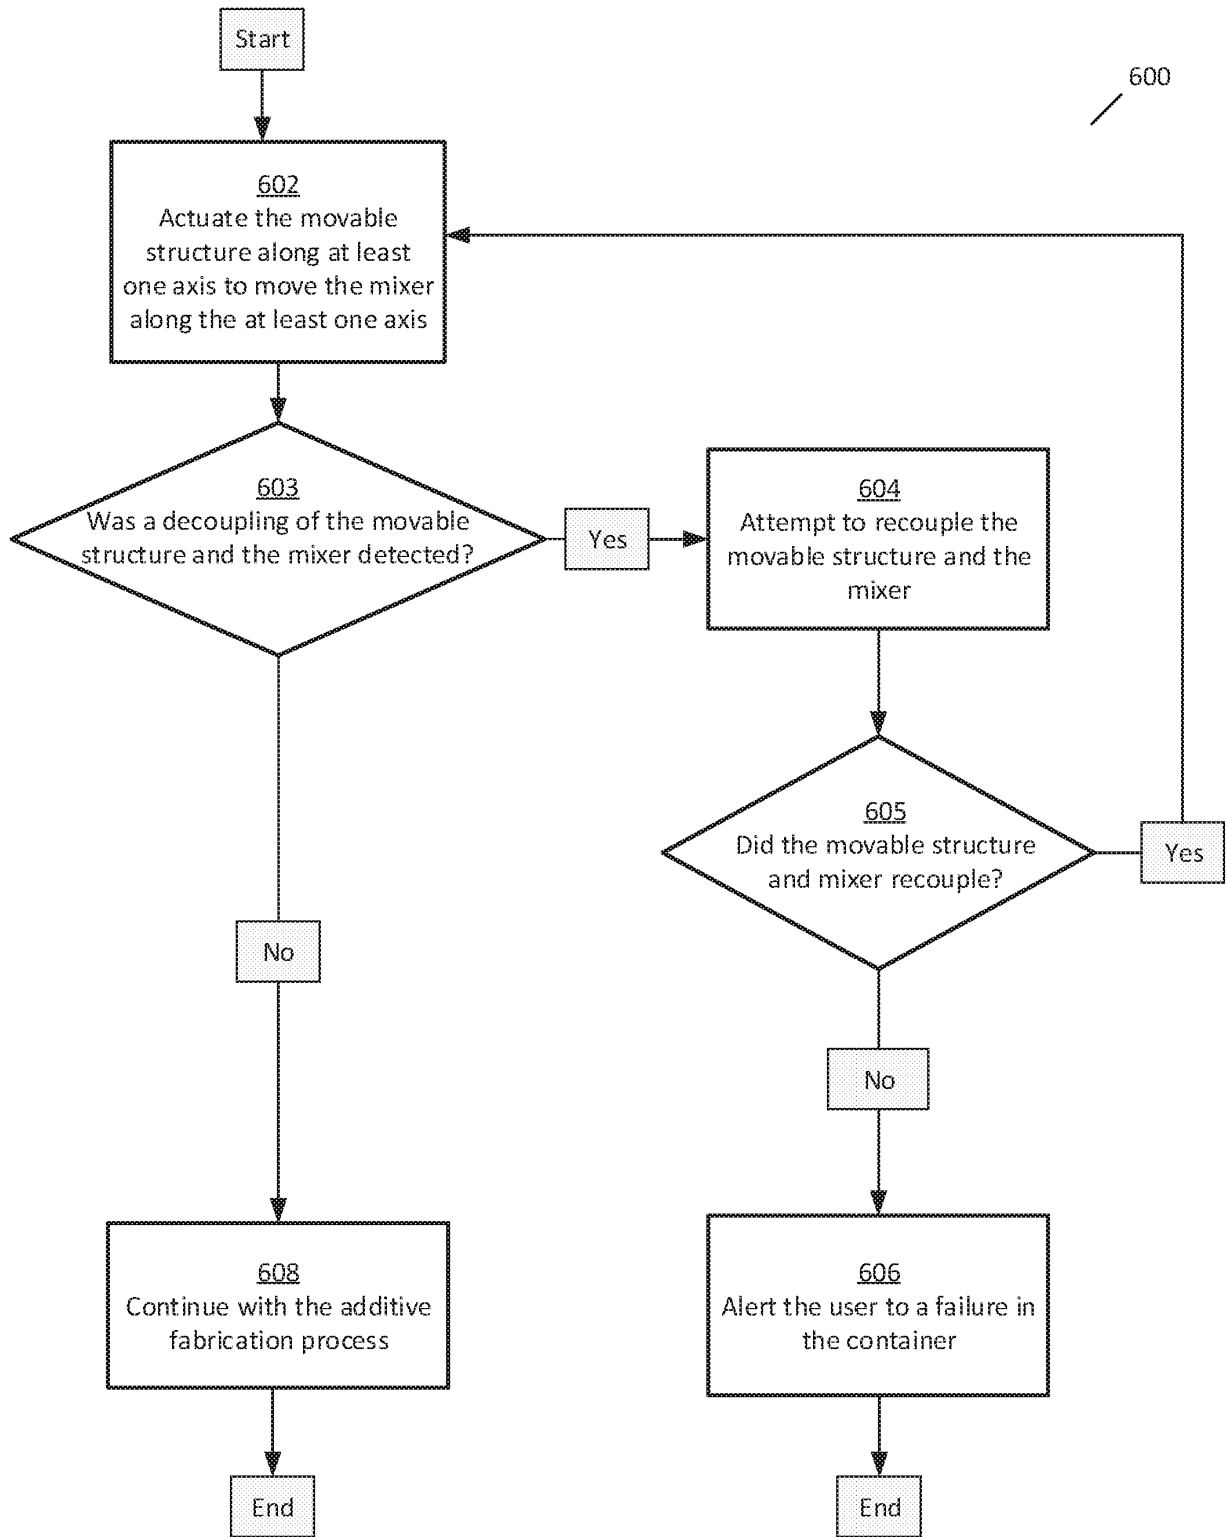 Start
600
602
Actuate the movable
structure along at least
one axis to move the mixer
along the at least one axis
603
Was a decoupling of the movable
structure and the mixer detected?
Yes
604
Attempt to recouple the
movable structure and the
mixer
605
Did the movable structure
and mixer recouple?
Yes
No
No
608
Continue with the additive
fabrication process
606
Alert the user to a failure in
the container
End
End